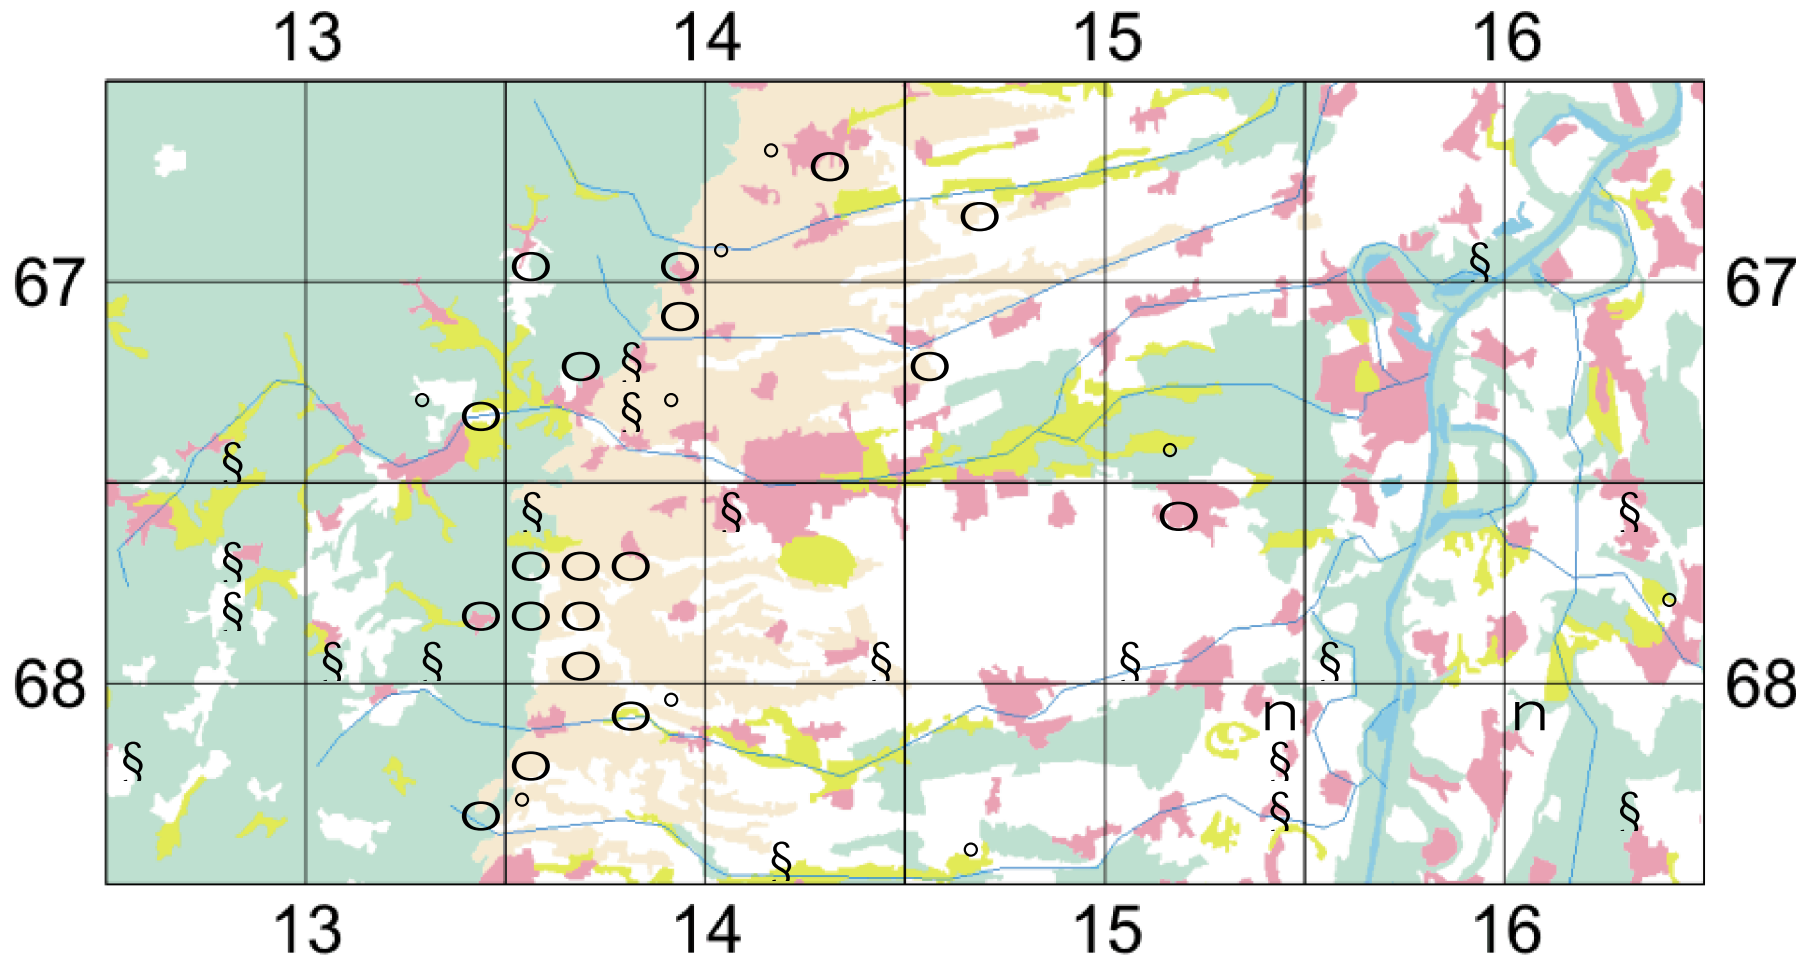 13 14 15 16
o
O
O
o
O O §
67 67
O
§
O O
o § o
O
§ o
§ § §
O
§ O O O
o
O O O
§
§ § § § §
O
68 68
o
O n n
§ O §
o
O § §
o
§
13 14 15 16